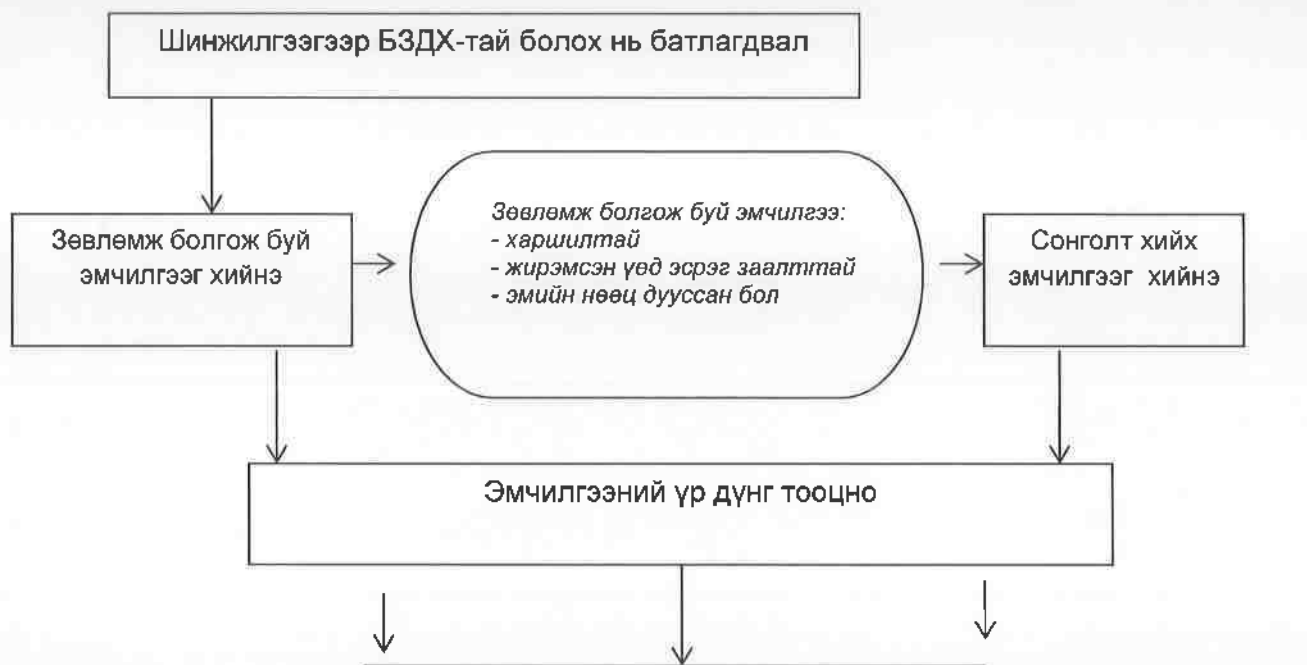 Шинжилгээгээр БЗДХ-тай болох нь батлагдвал
Зөвлөмж болгож буй
эмчилгээг хийнэ
Зөвлөмж болгож буй эмчилгээ:
- харшилтай
- жирэмсэн үед эсрэг заалттай
- эмийн нөөц дууссан бол
Сонголт хийх
эмчилгээг хийнэ
Эмчилгээний үр дүнг тооцно